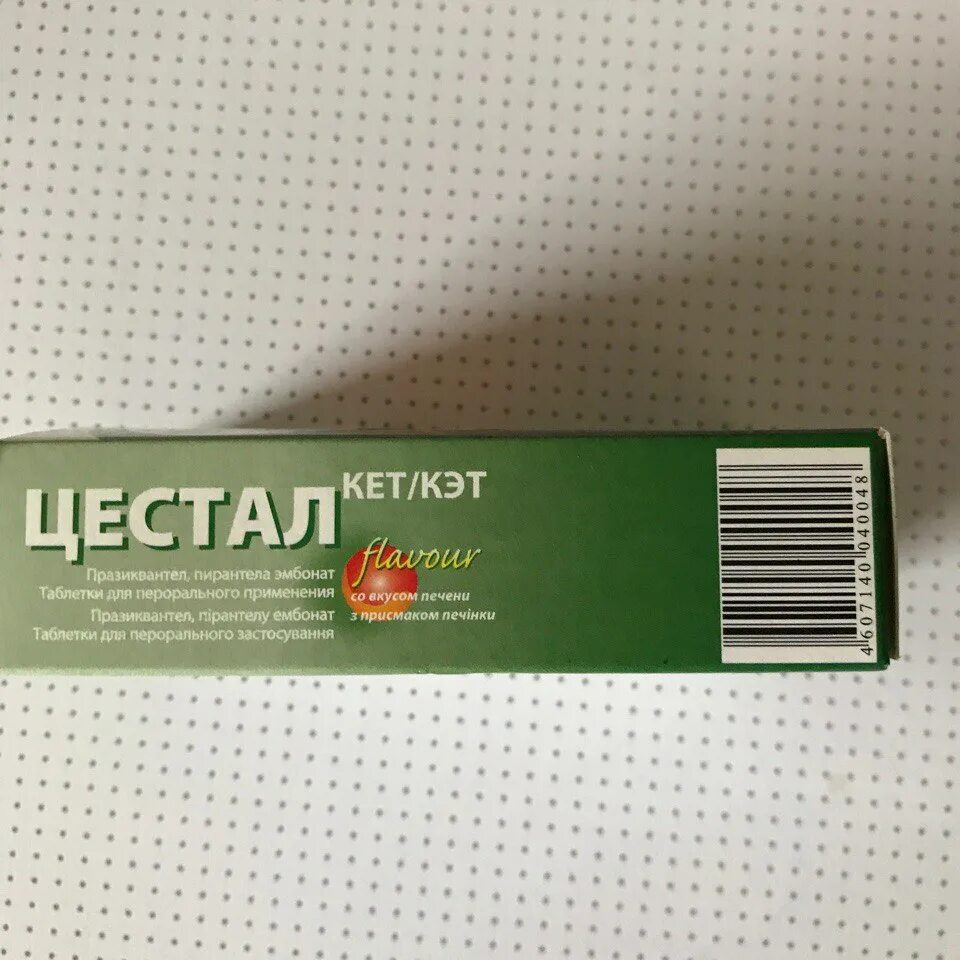 ЦЕСТАЛ КЕТ/КЭТ
flavour
Празиквантел, пирантела эмбонат
Таблетки для перорального применения
со вкусом печени
Празиквантел, пірантелу ембонат
Таблетки для перорального застосування
з присмаком печінки
4607140040048